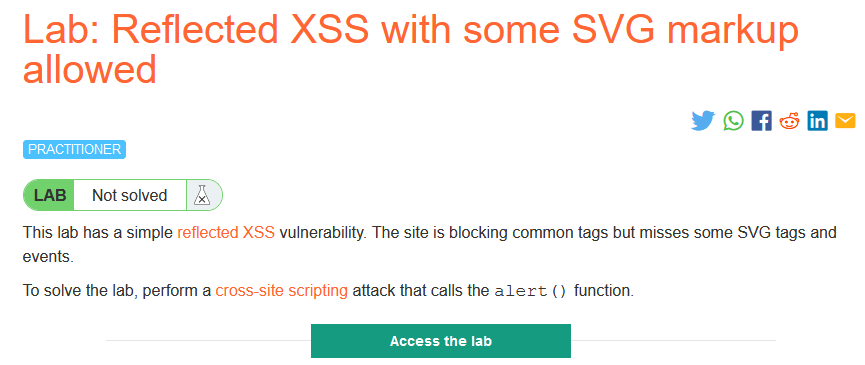 Lab: Reflected XSS with some SVG markup
allowed
PRACTITIONER
LAB Not solved
This lab has a simple reflected XSS vulnerability. The site is blocking common tags but misses some SVG tags and
events.
To solve the lab, perform a cross-site scripting attack that calls the alert() function.
Access the lab